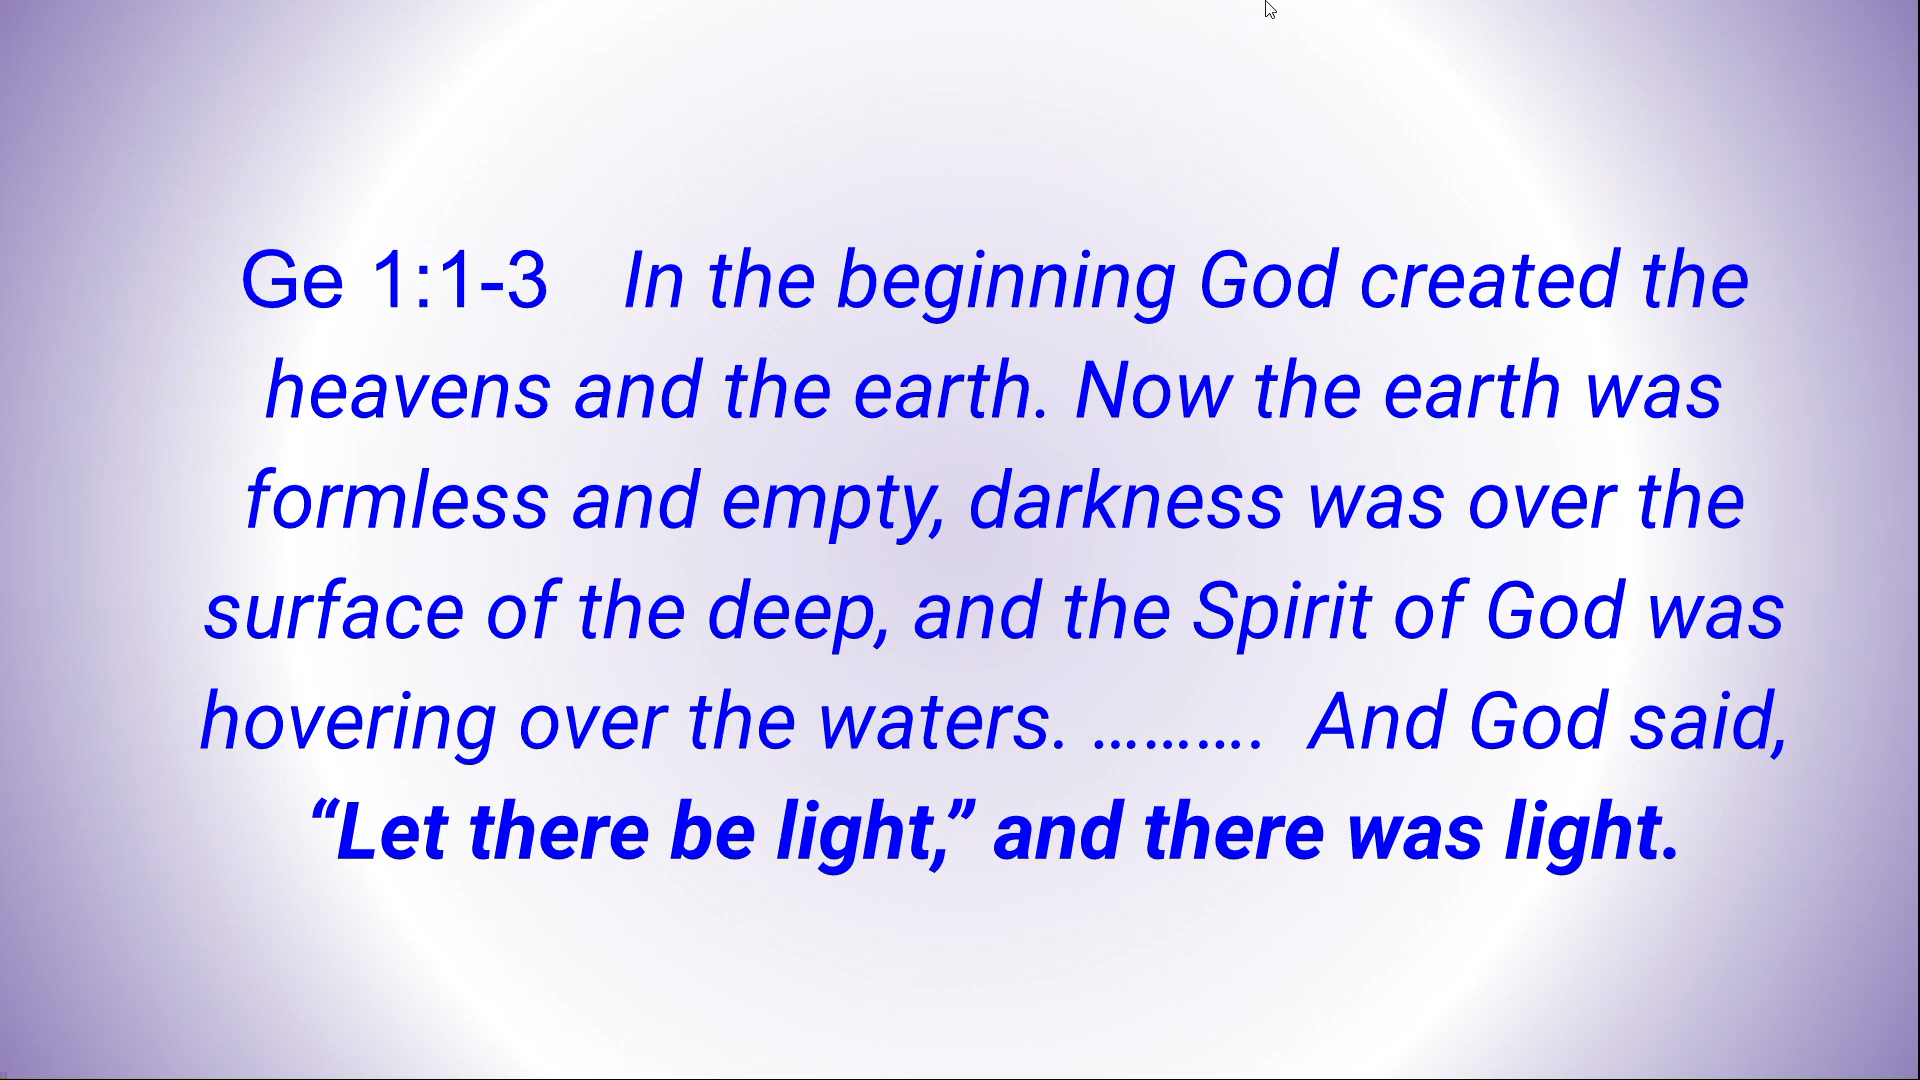 Ge 1:1-3 In the beginning God created the
heavens and the earth. Now the earth was
formless and empty, darkness was over the
surface of the deep, and the Spirit of God was
hovering over the waters. ………. And God said,
“Let there be light,” and there was light.